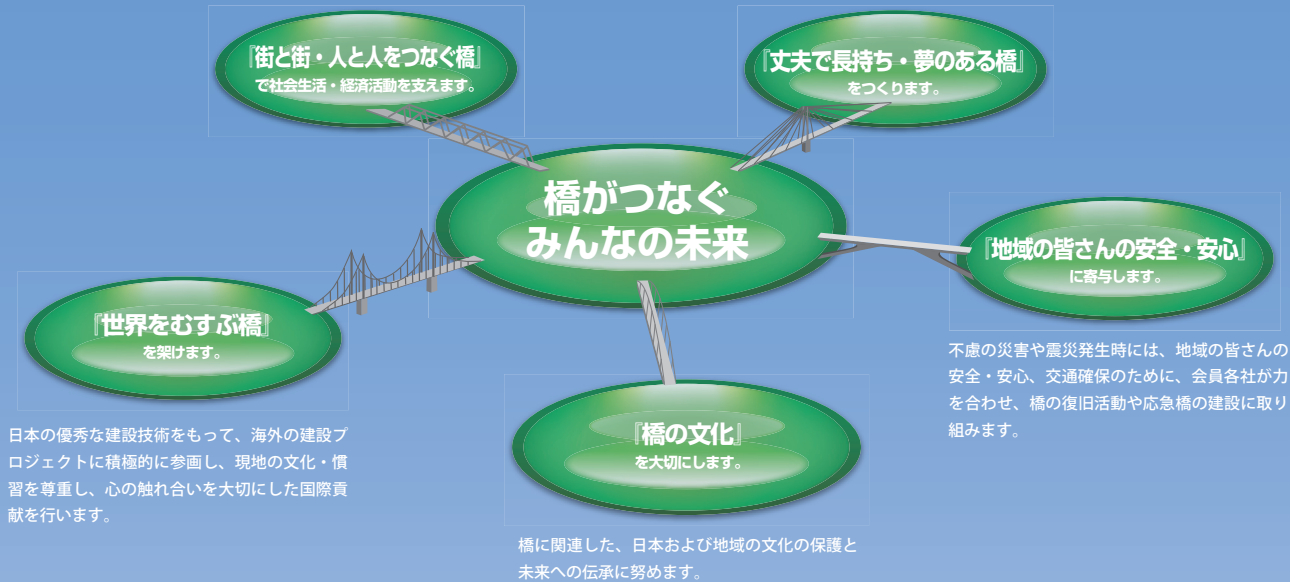 『街と街・人と人をつなぐ橋』
で社会生活・経済活動を支えます。
『丈夫で長持ち・夢のある橋』
をつくります。
橋がつなぐ
みんなの未来
『地域の皆さんの安全・安心』
に寄与します。
不慮の災害や震災発生時には、地域の皆さんの
安全・安心、交通確保のために、会員各社が力
を合わせ、橋の復旧活動や応急橋の建設に取り
組みます。
『世界をむすぶ橋』
を架けます。
日本の優秀な建設技術をもって、海外の建設プ
ロジェクトに積極的に参画し、現地の文化・慣
習を尊重し、心の触れ合いを大切にした国際貢
献を行います。
『橋の文化』
を大切にします。
橋に関連した、日本および地域の文化の保護と
未来への伝承に努めます。